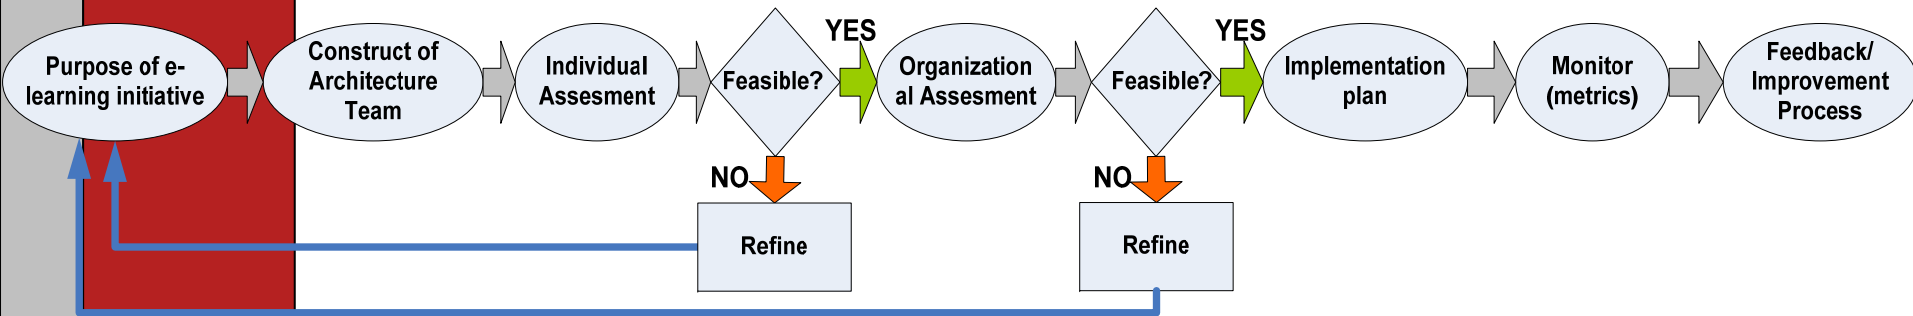 Purpose of e-
learning initiative
Construct of
Architecture
Team
Individual
Assesment
Feasible?
YES
NO
Refine
Organization
al Assesment
Feasible?
YES
NO
Refine
Implementation
plan
Monitor
(metrics)
Feedback/
Improvement
Process